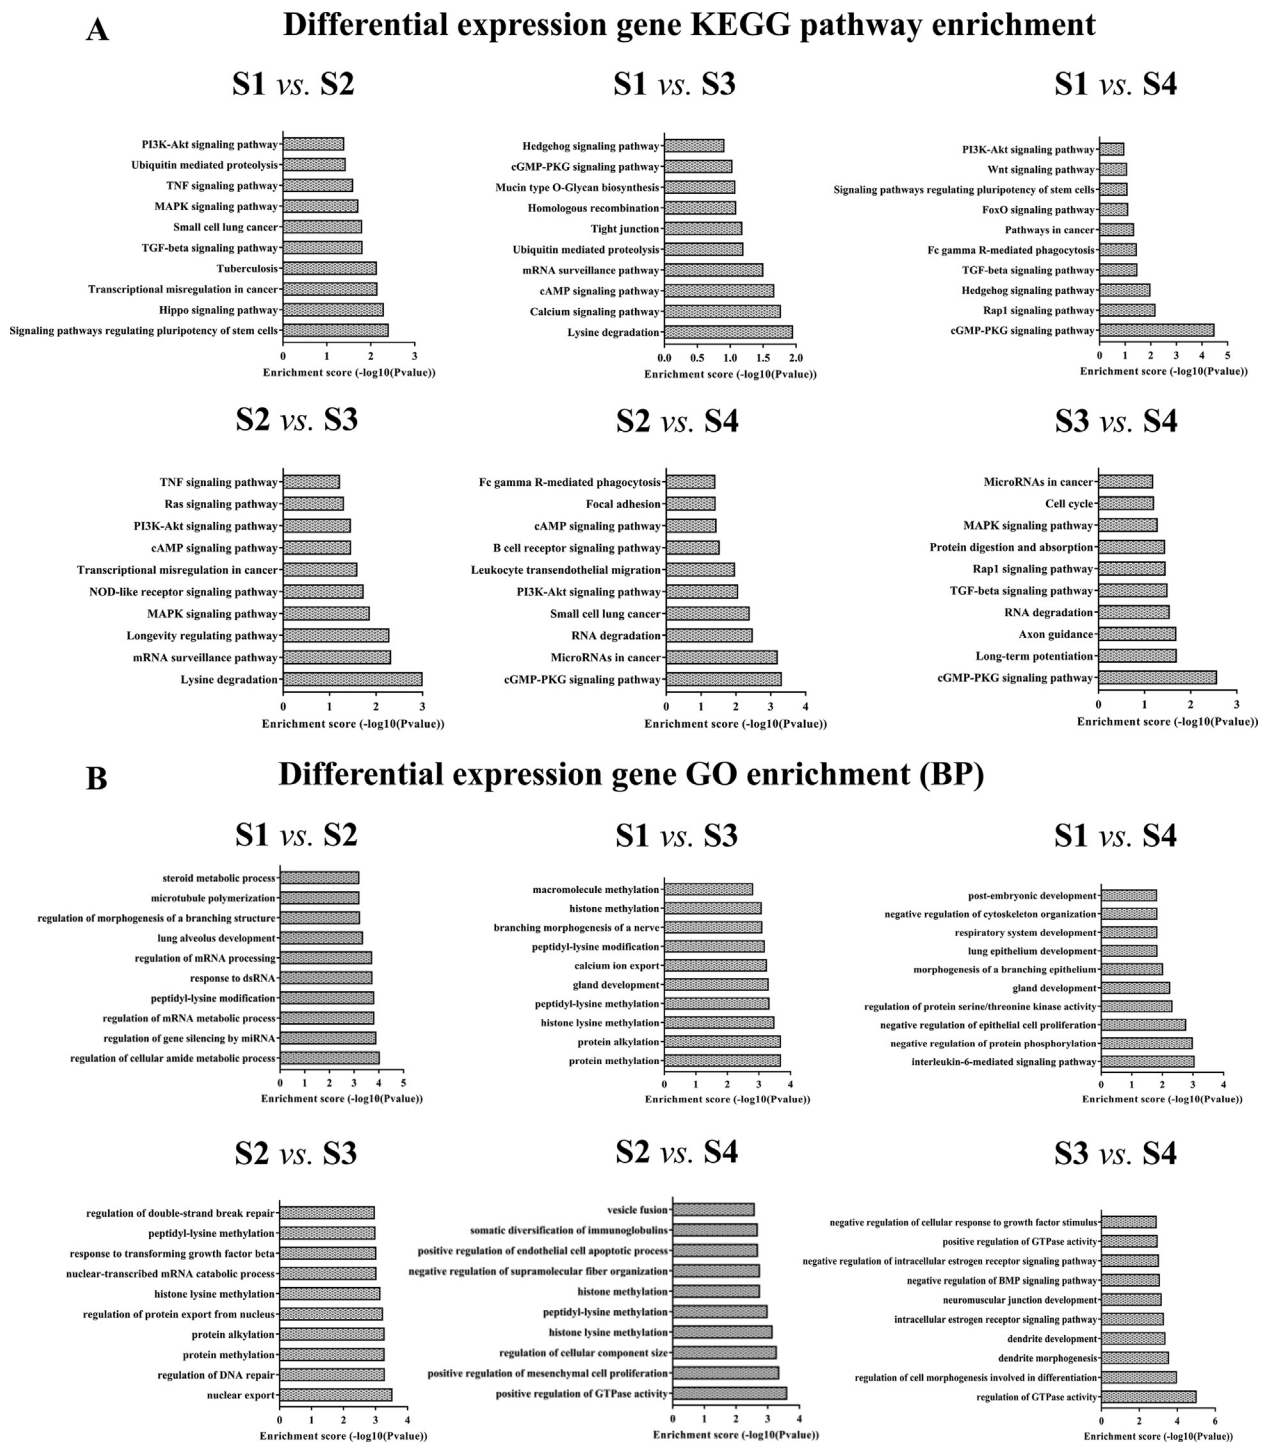 A
Differential expression gene KEGG pathway enrichment
S1 vs. S2
PI3K-Akt signaling pathway
Ubiquitin mediated proteolysis
TNF signaling pathway
MAPK signaling pathway
Small cell lung cancer
TGF-beta signaling pathway
Tuberculosis
Transcriptional misregulation in cancer
Hippo signaling pathway
Signaling pathways regulating pluripotency of stem cells
0 1 2 3
Enrichment score (-log10(Pvalue))
S1 vs. S3
Hedgehog signaling pathway
cGMP-PKG signaling pathway
Mucin type O-Glycan biosynthesis
Homologous recombination
Tight junction
Ubiquitin mediated proteolysis
mRNA surveillance pathway
cAMP signaling pathway
Calcium signaling pathway
Lysine degradation
0.0 0.5 1.0 1.5 2.0
Enrichment score (-log10(Pvalue))
S1 vs. S4
PI3K-Akt signaling pathway
Wnt signaling pathway
Signaling pathways regulating pluripotency of stem cells
FoxO signaling pathway
Pathways in cancer
Fc gamma R-mediated phagocytosis
TGF-beta signaling pathway
Hedgehog signaling pathway
Rap1 signaling pathway
cGMP-PKG signaling pathway
0 1 2 3 4 5
Enrichment score (-log10(Pvalue))
S2 vs. S3
TNF signaling pathway
Ras signaling pathway
PI3K-Akt signaling pathway
cAMP signaling pathway
Transcriptional misregulation in cancer
NOD-like receptor signaling pathway
MAPK signaling pathway
Longevity regulating pathway
mRNA surveillance pathway
Lysine degradation
0 1 2 3
Enrichment score (-log10(Pvalue))
S2 vs. S4
Fc gamma R-mediated phagocytosis
Focal adhesion
cAMP signaling pathway
B cell receptor signaling pathway
Leukocyte transendothelial migration
PI3K-Akt signaling pathway
Small cell lung cancer
RNA degradation
MicroRNAs in cancer
cGMP-PKG signaling pathway
0 1 2 3 4
Enrichment score (-log10(Pvalue))
S3 vs. S4
MicroRNAs in cancer
Cell cycle
MAPK signaling pathway
Protein digestion and absorption
Rap1 signaling pathway
TGF-beta signaling pathway
RNA degradation
Axon guidance
Long-term potentiation
cGMP-PKG signaling pathway
0 1 2 3
Enrichment score (-log10(Pvalue))
B
Differential expression gene GO enrichment (BP)
S1 vs. S2
steroid metabolic process
microtubule polymerization
regulation of morphogenesis of a branching structure
lung alveolus development
regulation of mRNA processing
response to dsRNA
peptidyl-lysine modification
regulation of mRNA metabolic process
regulation of gene silencing by miRNA
regulation of cellular amide metabolic process
0 1 2 3 4 5
Enrichment score (-log10(Pvalue))
S1 vs. S3
macromolecule methylation
histone methylation
branching morphogenesis of a nerve
peptidyl-lysine modification
calcium ion export
gland development
peptidyl-lysine methylation
histone lysine methylation
protein alkylation
protein methylation
0 1 2 3 4
Enrichment score (-log10(Pvalue))
S1 vs. S4
post-embryonic development
negative regulation of cytoskeleton organization
respiratory system development
lung epithelium development
morphogenesis of a branching epithelium
gland development
regulation of protein serine/threonine kinase activity
negative regulation of epithelial cell proliferation
negative regulation of protein phosphorylation
interleukin-6-mediated signaling pathway
0 1 2 3 4
Enrichment score (-log10(Pvalue))
S2 vs. S3
regulation of double-strand break repair
peptidyl-lysine methylation
response to transforming growth factor beta
nuclear-transcribed mRNA catabolic process
histone lysine methylation
regulation of protein export from nucleus
protein alkylation
protein methylation
regulation of DNA repair
nuclear export
0 1 2 3 4
Enrichment score (-log10(Pvalue))
S2 vs. S4
vesicle fusion
somatic diversification of immunoglobulins
positive regulation of endothelial cell apoptotic process
negative regulation of supramolecular fiber organization
histone methylation
peptidyl-lysine methylation
histone lysine methylation
regulation of cellular component size
positive regulation of mesenchymal cell proliferation
positive regulation of GTPase activity
0 1 2 3 4
Enrichment score (-log10(Pvalue))
S3 vs. S4
negative regulation of cellular response to growth factor stimulus
positive regulation of GTPase activity
negative regulation of intracellular estrogen receptor signaling pathway
negative regulation of BMP signaling pathway
neuromuscular junction development
intracellular estrogen receptor signaling pathway
dendrite development
dendrite morphogenesis
regulation of cell morphogenesis involved in differentiation
regulation of GTPase activity
0 2 4 6
Enrichment score (-log10(Pvalue))